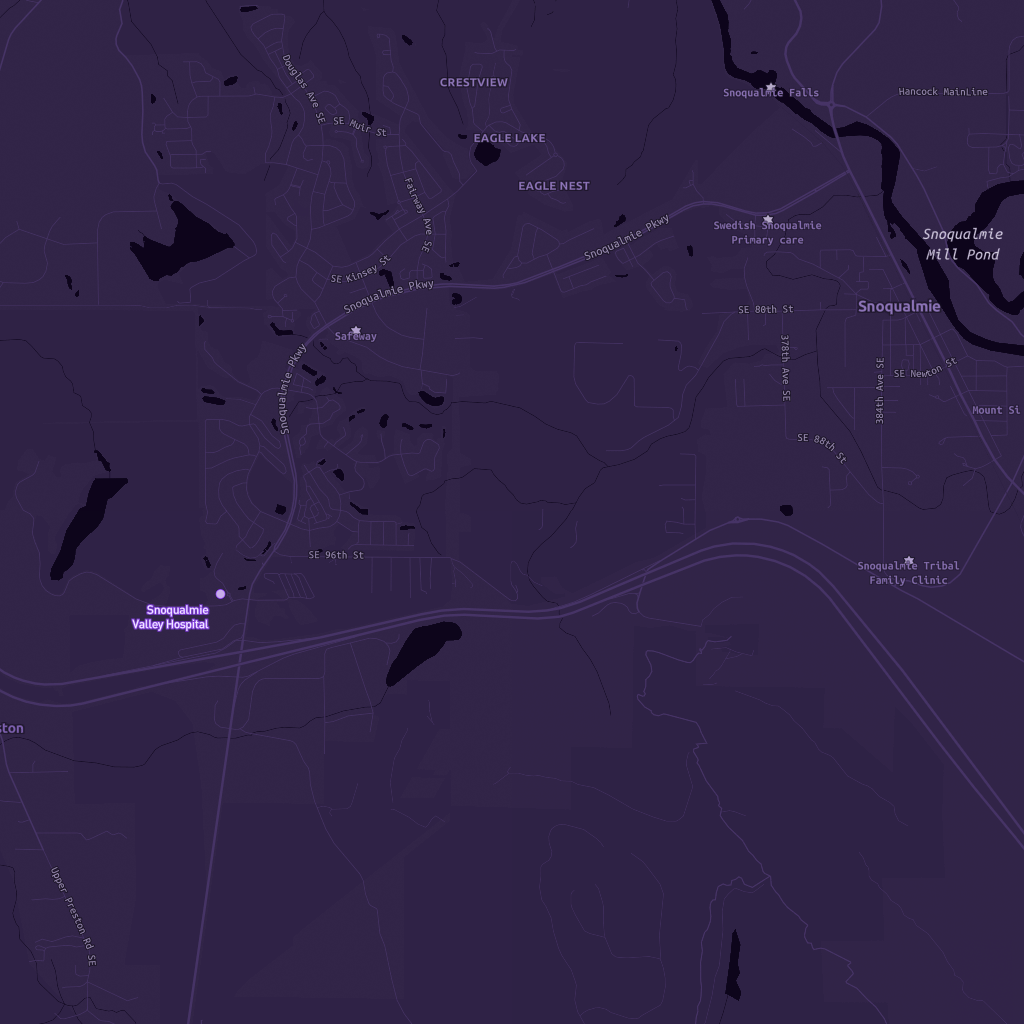 CRESTVIEW
Snoqualmie Falls
Hancock MainLine
Douglas Ave SE
SE Muir St
EAGLE LAKE
EAGLE NEST
Fairway Ave SE
Snoqualmie Pkwy
Swedish Snoqualmie
Primary care
Snoqualmie
Mill Pond
SE Kinsey St
Snoqualmie Pkwy
Snoqualmie
SE 80th St
Safeway
Snoqualmie Pkwy
378th Ave SE
384th Ave SE
SE Newton St
Mount Si
SE 88th St
SE 96th St
Snoqualmie Tribal
Family Clinic
Snoqualmie
Valley Hospital
ston
Upper Preston Rd SE